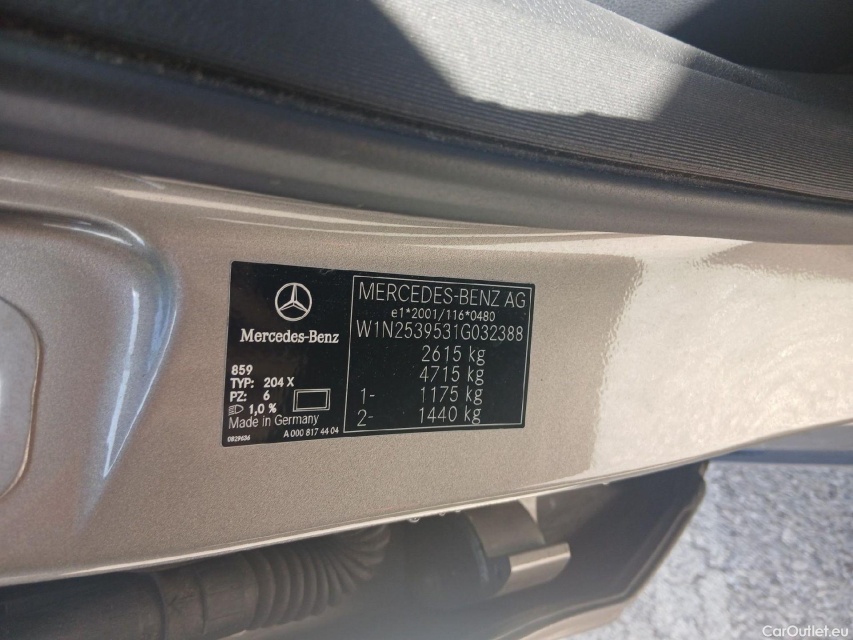 Mercedes-Benz
859
TYP: 204 X
PZ: 6
1,0 %
Made in Germany
0829636 A 000 817 44 04
MERCEDES-BENZ AG
e1*2001/116*0480
W1N2539531G032388
2615 kg
4715 kg
1- 1175 kg
2- 1440 kg
CarOutlet.eu